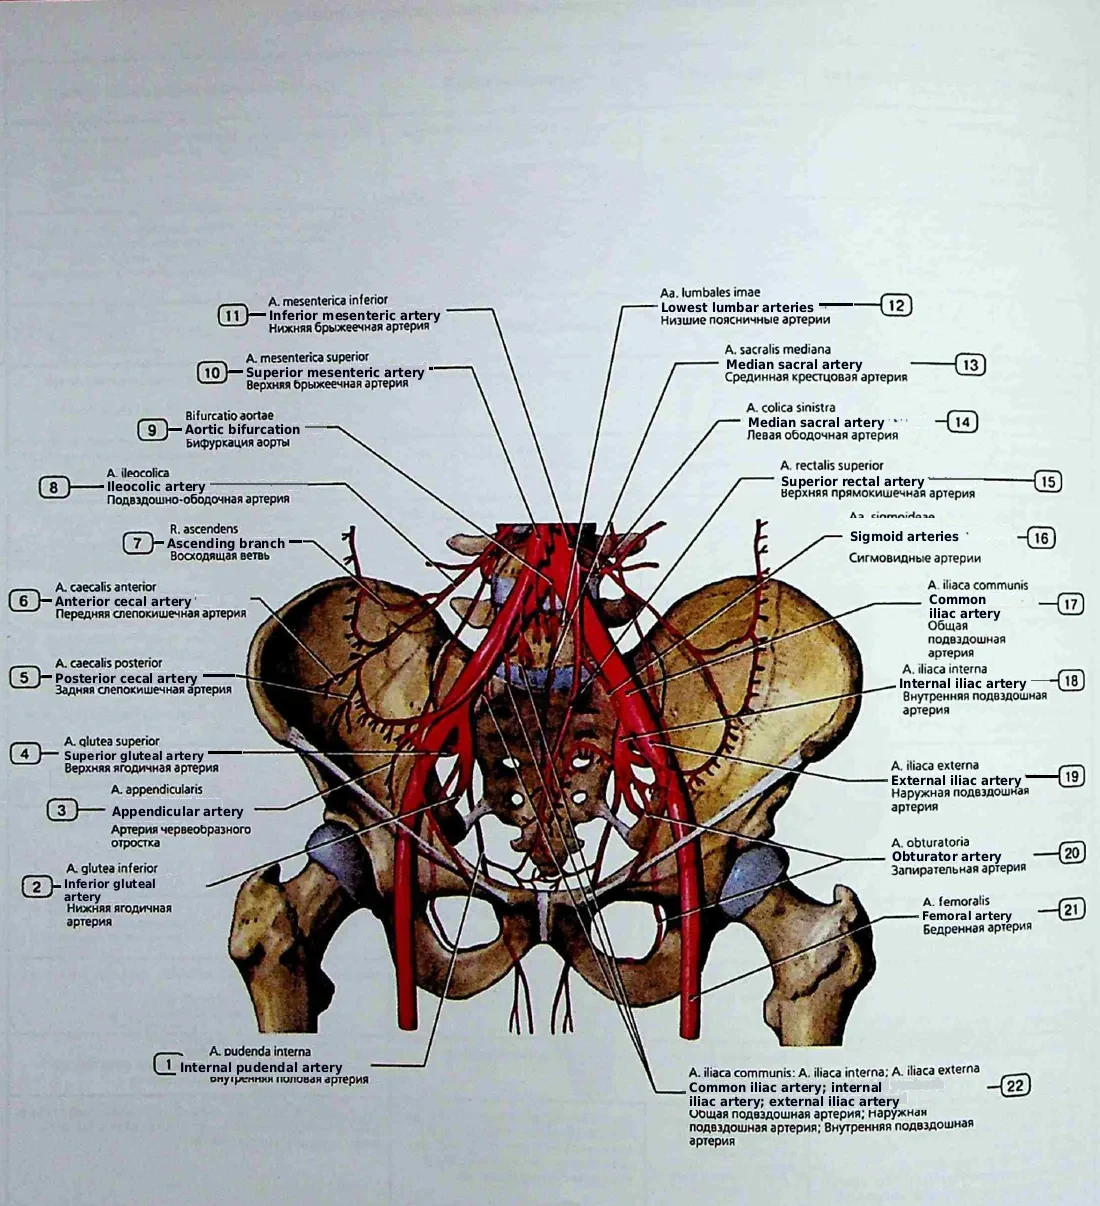 A. mesenterica inferior
11 Inferior mesenteric artery
Нижняя брыжеечная артерия
A. mesenterica superior
10 Superior mesenteric artery
Верхняя брыжеечная артерия
Bifurcatio aortae
9 Aortic bifurcation
Бифуркация аорты
A. ileocolica
8 Ileocolic artery
Подвздошно-ободочная артерия
R. ascendens
7 Ascending branch
Восходящая ветвь
A. caecalis anterior
6 Anterior cecal artery
Передняя слепокишечная артерия
A. caecalis posterior
5 Posterior cecal artery
Задняя слепокишечная артерия
A. glutea superior
4 Superior gluteal artery
Верхняя ягодичная артерия
A. appendicularis
3 Appendicular artery
Артерия червеобразного
отростка
A. glutea inferior
2 Inferior gluteal
artery
Нижняя ягодичная
артерия
A. pudenda interna
1 Internal pudendal artery
Внутренняя половая артерия
Aa. lumbales imae
Lowest lumbar arteries 12
Низшие поясничные артерии
A. sacralis mediana
Median sacral artery 13
Срединная крестцовая артерия
A. colica sinistra
Median sacral artery 14
Левая ободочная артерия
A. rectalis superior
Superior rectal artery 15
Верхняя прямокишечная артерия
Aa. sigmoideae
Sigmoid arteries 16
Сигмовидные артерии
A. iliaca communis
Common
iliac artery 17
Общая
подвздошная
артерия
A. iliaca interna
Internal iliac artery 18
Внутренняя подвздошная
артерия
A. iliaca externa
External iliac artery 19
Наружная подвздошная
артерия
A. obturatoria
Obturator artery 20
Запирательная артерия
A. femoralis
Femoral artery 21
Бедренная артерия
A. iliaca communis: A. iliaca interna; A. iliaca externa
Common iliac artery; internal 22
iliac artery; external iliac artery
Общая подвздошная артерия; Наружная
подвздошная артерия; Внутренняя подвздошная
артерия